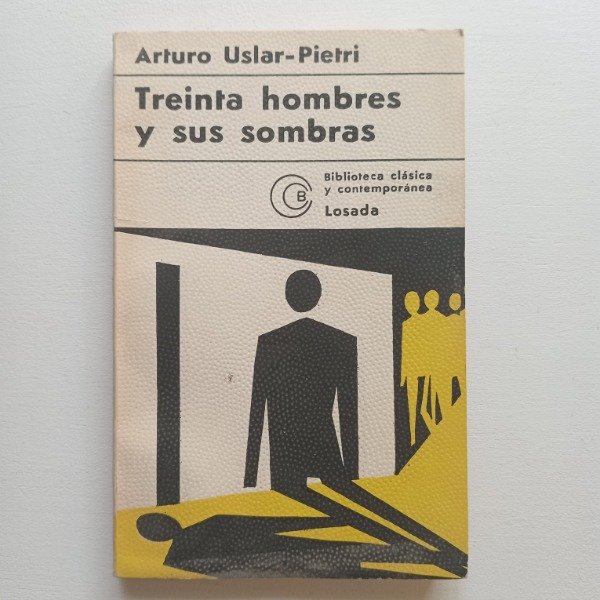 Arturo Uslar-Pietri
Treinta hombres
y sus sombras
Biblioteca clásica
y contemporánea
B
Losada